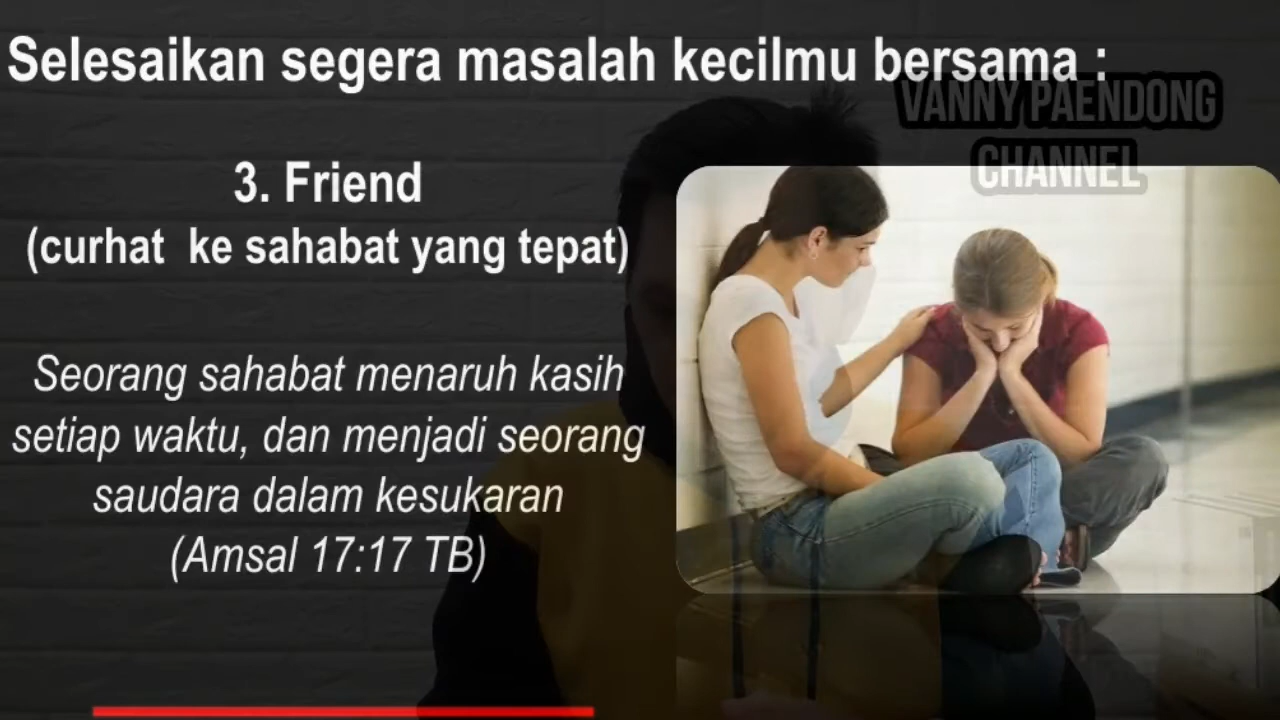 Selesaikan segera masalah kecilmu bersama :
VANNY PAENDONG
CHANNEL
3. Friend
(curhat ke sahabat yang tepat)
Seorang sahabat menaruh kasih
setiap waktu, dan menjadi seorang
saudara dalam kesukaran
(Amsal 17:17 TB)